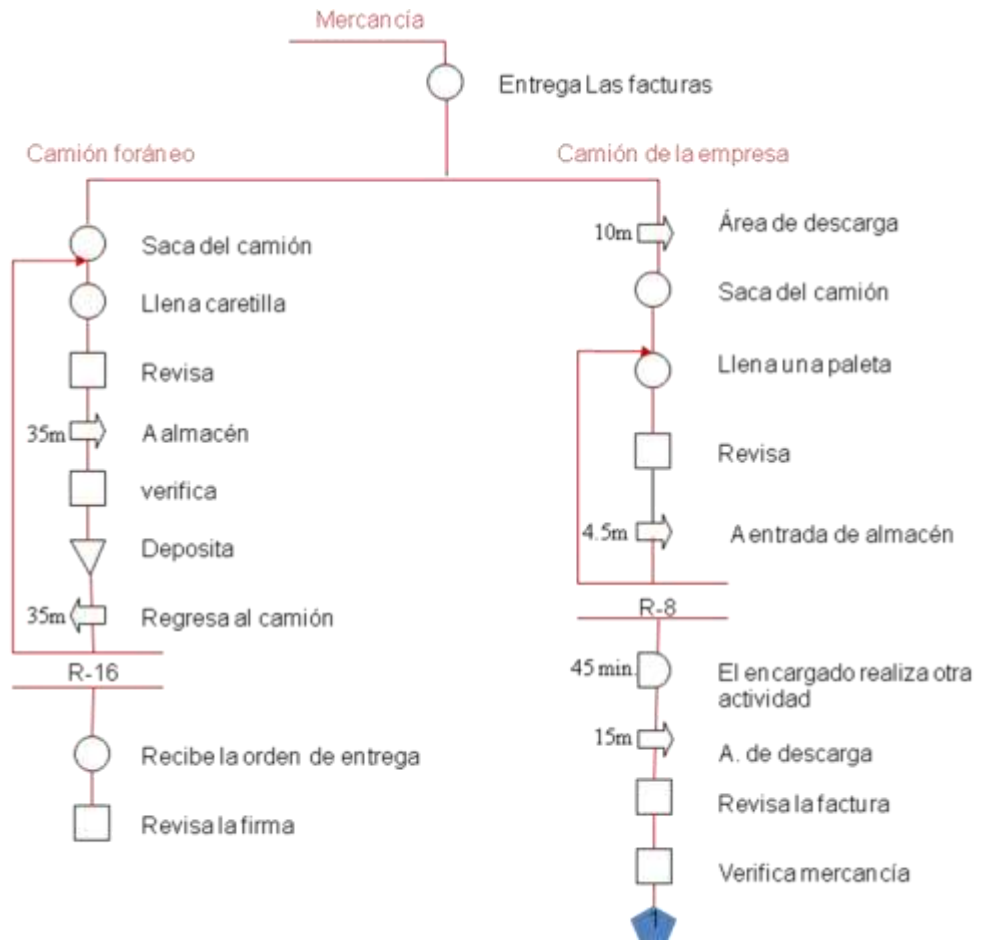 Mercancía
Entrega Las facturas
Camión foráneo
Saca del camión
Llena caretilla
Revisa
35m
A almacén
verifica
Deposita
35m
Regresa al camión
R-16
Recibe la orden de entrega
Revisa la firma
Camión de la empresa
10m
Área de descarga
Saca del camión
Llena una paleta
Revisa
4.5m
A entrada de almacén
R-8
45 min.
El encargado realiza otra
actividad
15m
A. de descarga
Revisa la factura
Verifica mercancía
1